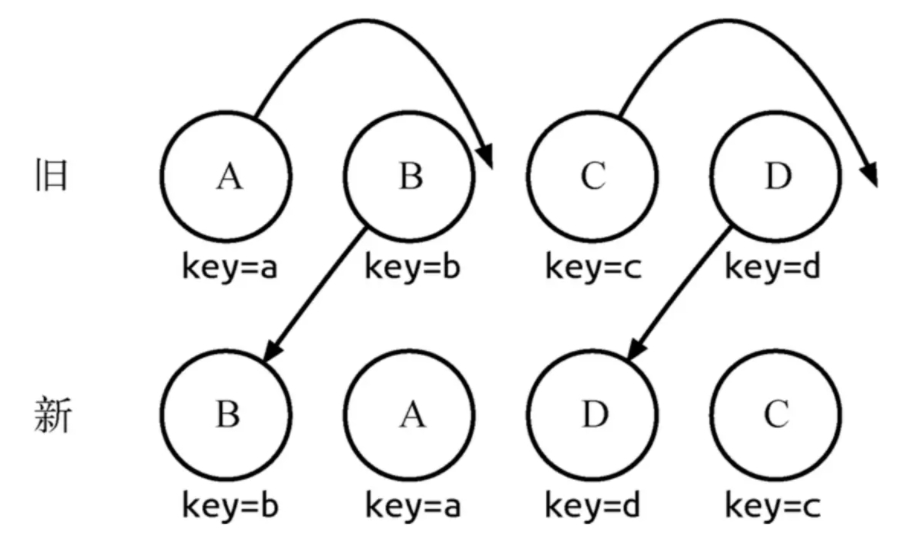 旧 A B C D
key=a key=b key=c key=d
新 B A D C
key=b key=a key=d key=c